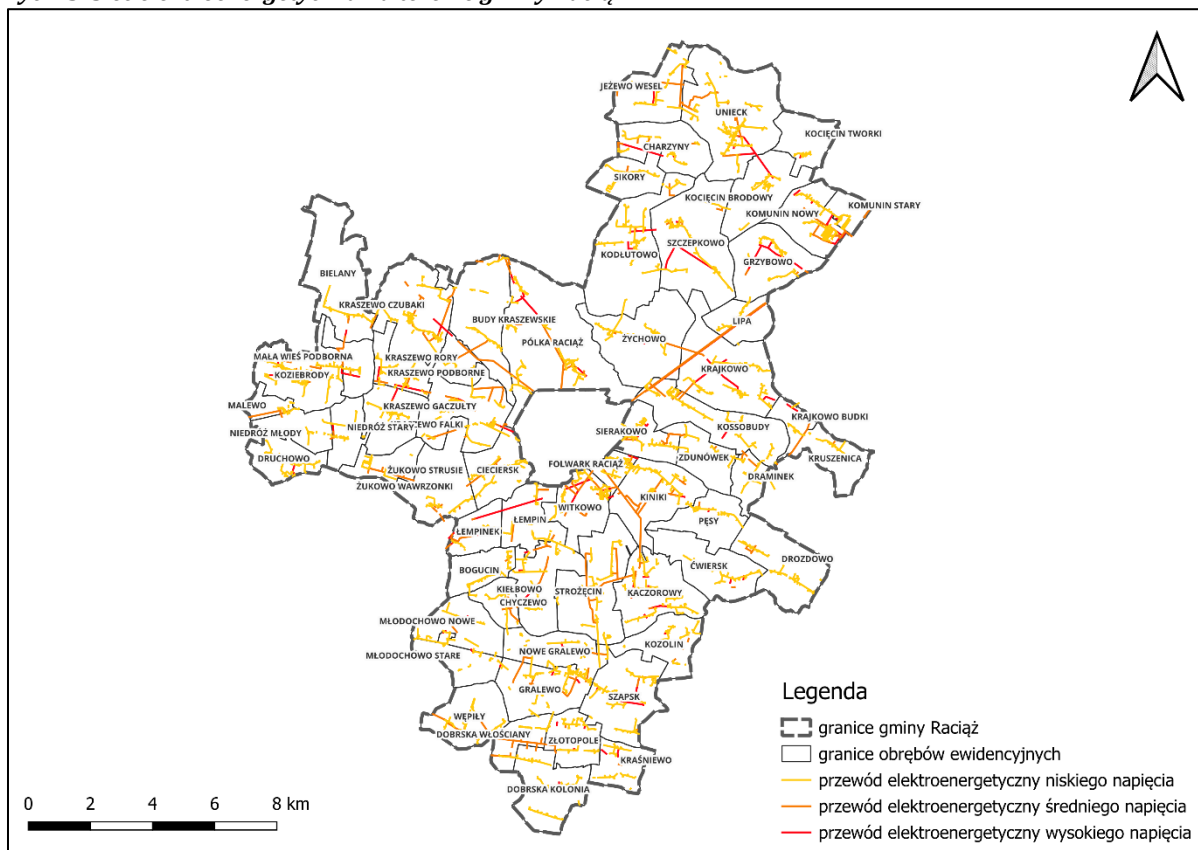 JEŻEWO WESEL
UNIECK
KOCIĘCIN TWORKI
CHARZYNY
SIKORY
KOCIĘCIN BRODOWY
KOMUNIN STARY
KOMUNIN NOWY
SZCZEPKOWO
KODŁUTOWO
GRZYBOWO
BIELANY
KRASZEWO CZUBAKI
BUDY KRASZEWSKIE
LIPA
PÓLKA RACIĄŻ
ŻYCHOWO
MAŁA WIEŚ PODBORNA
KRASZEWO RORY
KRAJKOWO
KOZIEBRODY
KRASZEWO PODBORNE
MALEWO
KRASZEWO GACZUŁTY
KRAJKOWO BUDKI
NIEDRÓŻ MŁODY
NIEDRÓŻ STARY
FALKI
SIERAKOWO
KOSSOBUDY
DRUCHOWO
ZDUNÓWEK
KRUSZENICA
ŻUKOWO STRUSIE
CIECIERSK
FOLWARK RACIĄŻ
DRAMINEK
ŻUKOWO WAWRZONKI
KINIKI
WITKOWO
ŁEMPIN
PĘSY
ŁEMPINEK
DROZDOWO
BOGUCIN
ĆWIERSK
KIEŁBOWO
STROŻĘCIN
KACZOROWY
CHYCZEWO
MŁODOCHOWO NOWE
KOZOLIN
MŁODOCHOWO STARE
NOWE GRALEWO
GRALEWO
SZAPSK
WĘPIŁY
DOBRSKA WŁOŚCIANY
ZŁOTOPOLE
KRAŚNIEWO
DOBRSKA KOLONIA
Legenda
granice gminy Raciąż
granice obrębów ewidencyjnych
przewód elektroenergetyczny niskiego napięcia
przewód elektroenergetyczny średniego napięcia
przewód elektroenergetyczny wysokiego napięcia
0 2 4 6 8 km